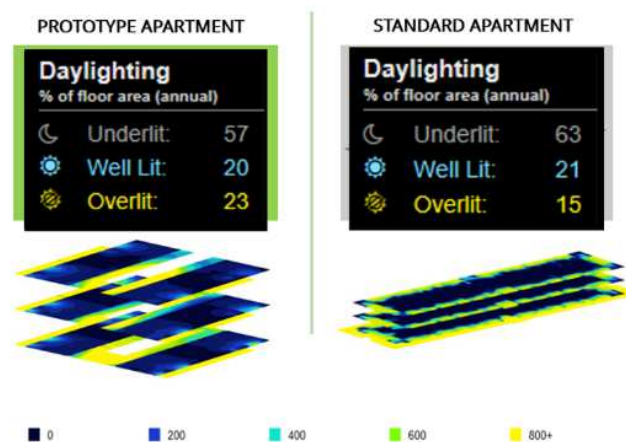 PROTOTYPE APARTMENT
Daylighting
% of floor area (annual)
Underlit: 57
Well Lit: 20
Overlit: 23
STANDARD APARTMENT
Daylighting
% of floor area (annual)
Underlit: 63
Well Lit: 21
Overlit: 15
0 200 400 600 800+